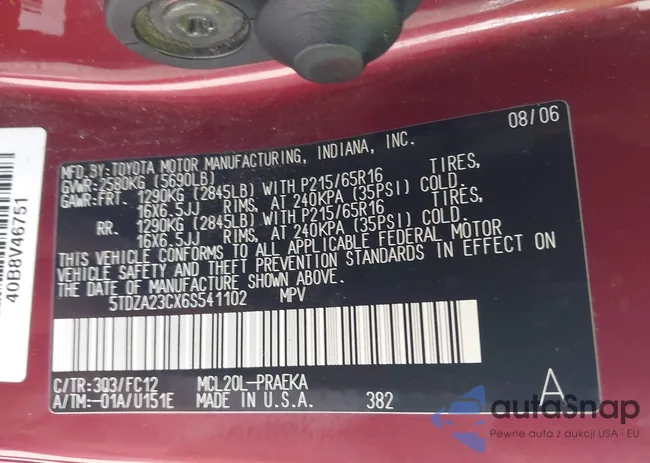 08/06
MFD.BY:TOYOTA MOTOR MANUFACTURING, INDIANA, INC.
GVWR:2580KG (5690LB)
GAWR:FRT. 1290KG (2845LB) WITH P215/65R16 TIRES,
16X6.5JJ RIMS, AT 240KPA (35PSI) COLD.
RR. 1290KG (2845LB) WITH P215/65R16 TIRES,
16X6.5JJ RIMS, AT 240KPA (35PSI) COLD.
THIS VEHICLE CONFORMS TO ALL APPLICABLE FEDERAL MOTOR
VEHICLE SAFETY AND THEFT PREVENTION STANDARDS IN EFFECT ON
THE DATE OF MANUFACTURE SHOWN ABOVE.
5TDZA23CX6S541102 MPV
C/TR:3Q3/FC12 MCL20L-PRAEKA
A/TM:-01A/U151E MADE IN U.S.A. 382 A
40B8V46751
autaSnap
Pewne auta z aukcji USA i EU